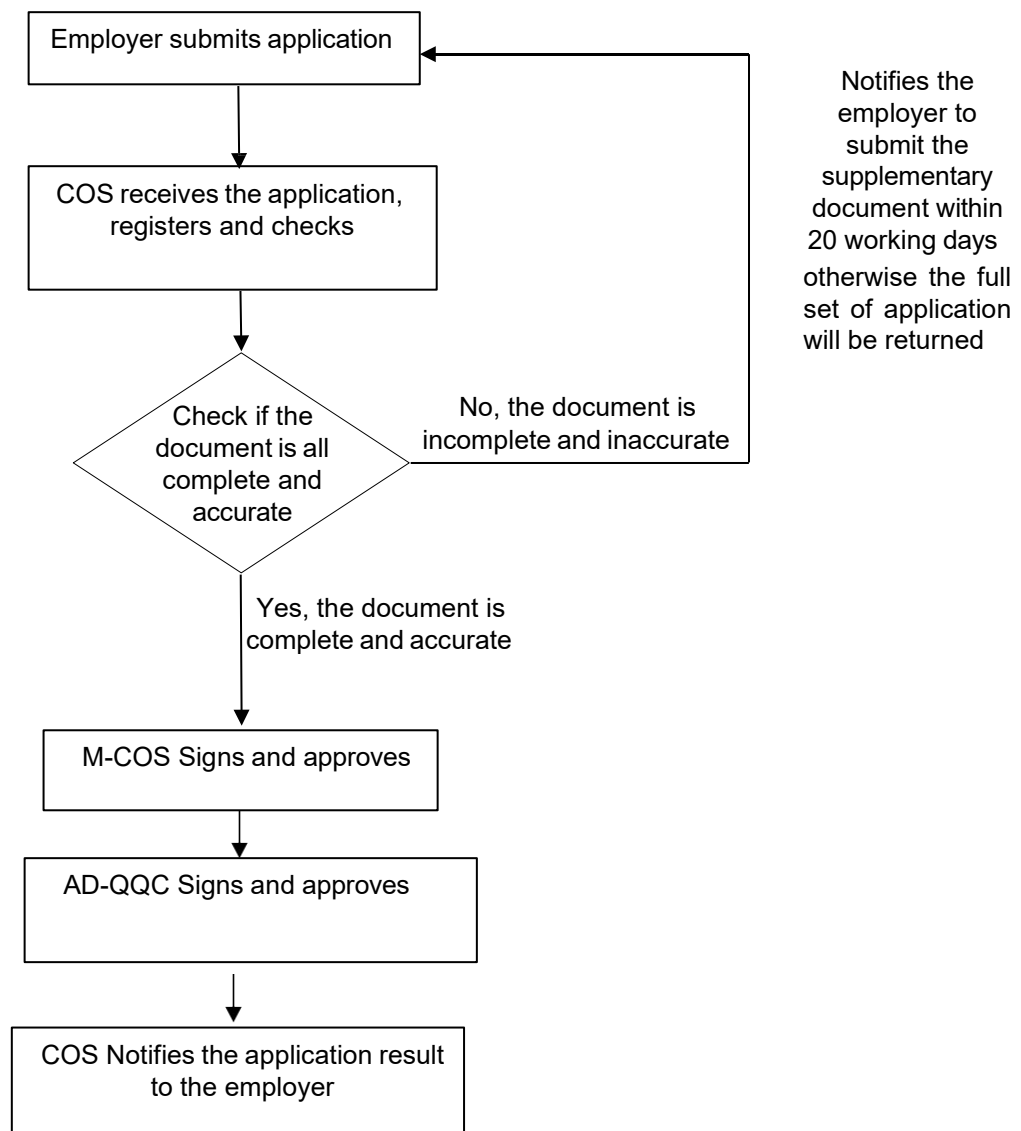 Employer submits application
Notifies the
employer to
submit the
supplementary
document within
20 working days
otherwise the full
set of application
will be returned
COS receives the application,
registers and checks
Check if the
document is all
complete and
accurate
No, the document is
incomplete and inaccurate
Yes, the document is
complete and accurate
M-COS Signs and approves
AD-QQC Signs and approves
COS Notifies the application result
to the employer